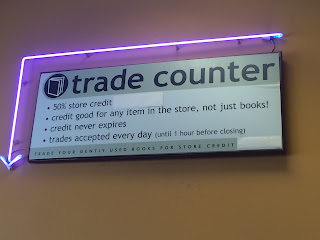 trade counter
• 50% store credit
• credit good for any item in the store, not just books!
• credit never expires
• trades accepted every day (until 1 hour before closing)
TRADE YOUR GENTLY USED BOOKS FOR STORE CREDIT